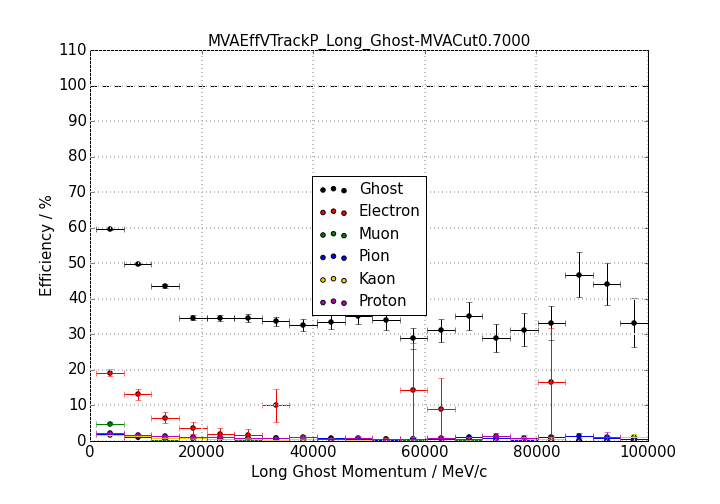 MVAEffVTrackP_Long_Ghost-MVACut0.7000
110
100
90
80
70
60
50
40
30
20
10
0
Efficiency / %
Ghost
Electron
Muon
Pion
Kaon
Proton
0 20000 40000 60000 80000 100000
Long Ghost Momentum / MeV/c